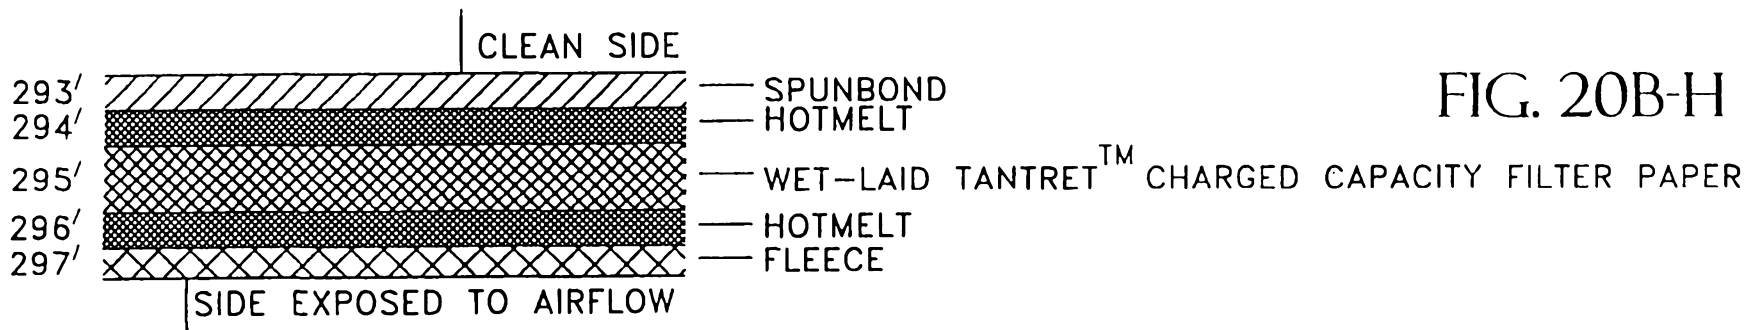 CLEAN SIDE
293' SPUNBOND
294' HOTMELT
FIG. 20B-H
295' WET-LAID TANTRET™ CHARGED CAPACITY FILTER PAPER
296' HOTMELT
297' FLEECE
SIDE EXPOSED TO AIRFLOW